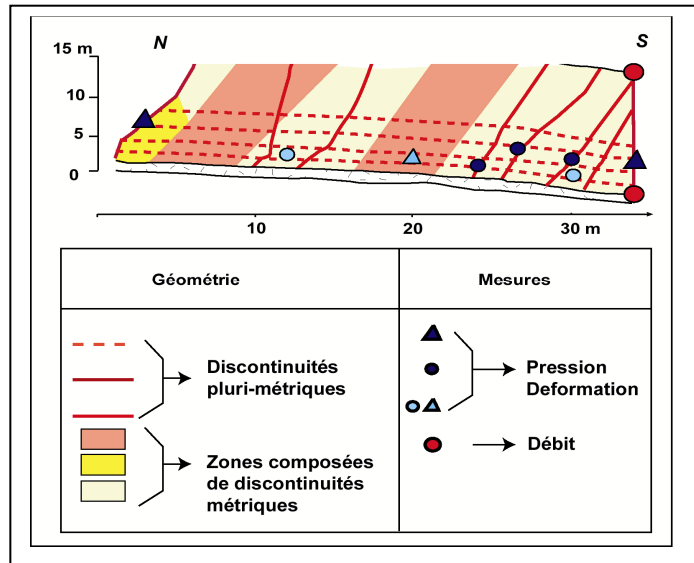 15 m
N
S
10
5
0
10
20
30 m
Géométrie
Mesures
Discontinuités
pluri-métriques
Zones composées
de discontinuités
métriques
Pression
Deformation
Débit